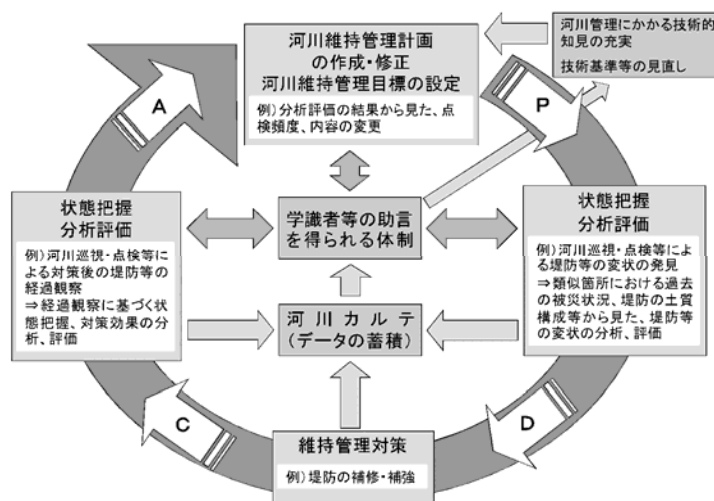 河川維持管理計画
の作成・修正
河川維持管理目標の設定
例）分析評価の結果から見た、点
検頻度、内容の変更
河川管理にかかる技術的
知見の充実
技術基準等の見直し
A
P
状態把握
分析評価
例）河川巡視・点検等に
よる対策後の堤防等の
経過観察
⇒経過観察に基づく状
態把握、対策効果の分
析、評価
学識者等の助言
を得られる体制
状態把握
分析評価
例）河川巡視・点検等によ
る堤防等の変状の発見
⇒類似箇所における過去
の被災状況、堤防の土質
構成等から見た、堤防等
の変状の分析、評価
河川カルテ
（データの蓄積）
C
D
維持管理対策
例）堤防の補修・補強